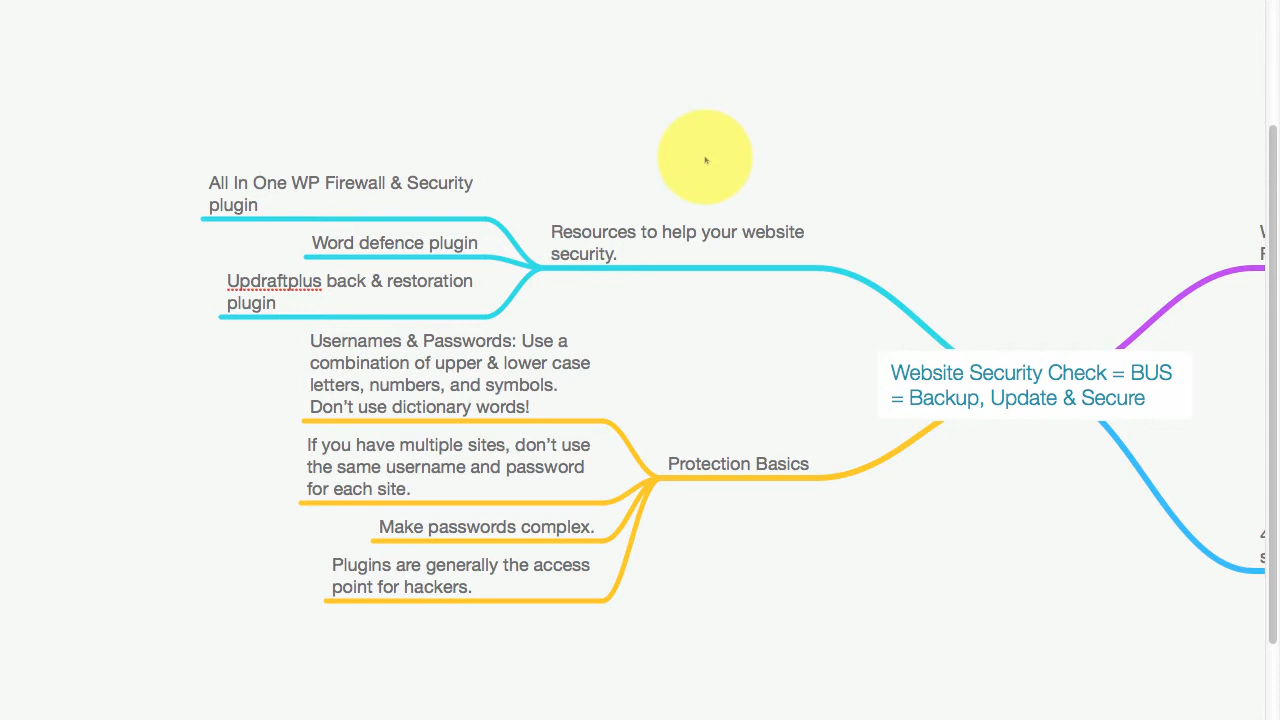 All In One WP Firewall & Security
plugin
Word defence plugin
Updraftplus back & restoration
plugin
Resources to help your website
security.
Usernames & Passwords: Use a
combination of upper & lower case
letters, numbers, and symbols.
Don't use dictionary words!
If you have multiple sites, don't use
the same username and password
for each site.
Make passwords complex.
Plugins are generally the access
point for hackers.
Protection Basics
Website Security Check = BUS
= Backup, Update & Secure